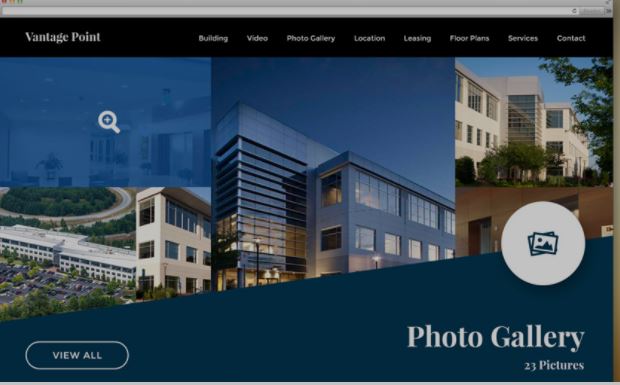 Vantage Point
Building Video Photo Gallery Location Leasing Floor Plans Services Contact
VIEW ALL
Photo Gallery
23 Pictures